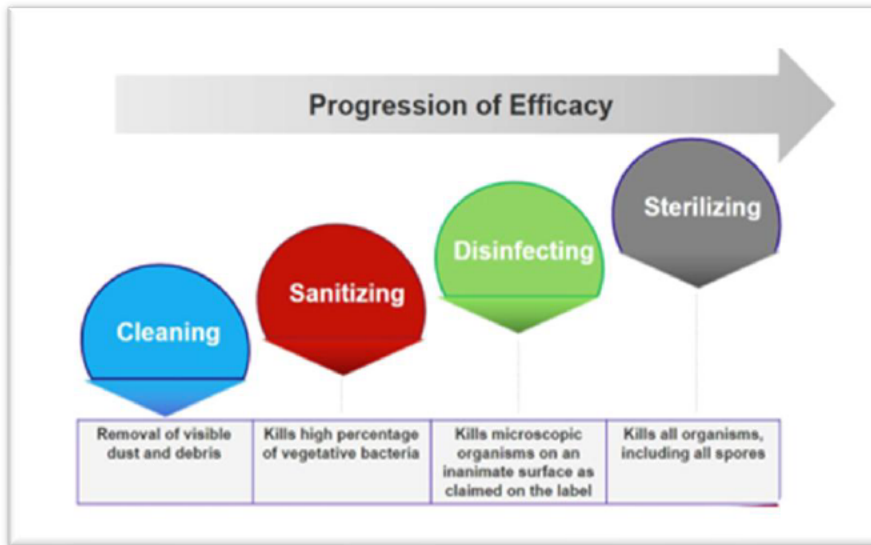 Progression of Efficacy
Cleaning
Sanitizing
Disinfecting
Sterilizing
Removal of visible
dust and debris
Kills high percentage
of vegetative bacteria
Kills microscopic
organisms on an
inanimate surface as
claimed on the label
Kills all organisms,
including all spores